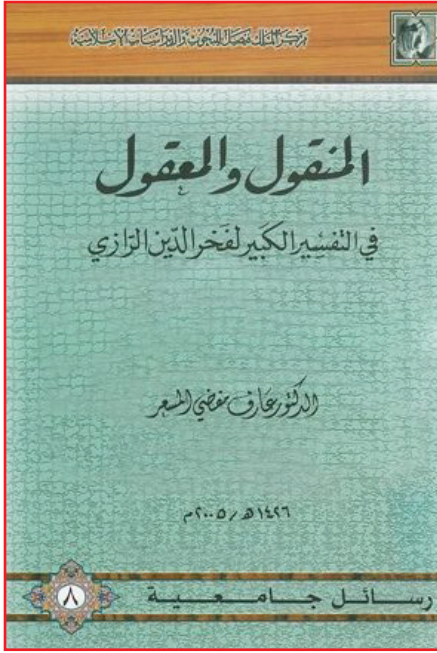 مركز الملك فيصل للبحوث والدراسات الإسلامية
المنقول والمعقول
في التفسير الكبير لفخر الدين الرازي
الدكتور عارف مفضي المسعر
١٤٢٦هـ/٢٠٠٥م
رسائل جامعية
٨